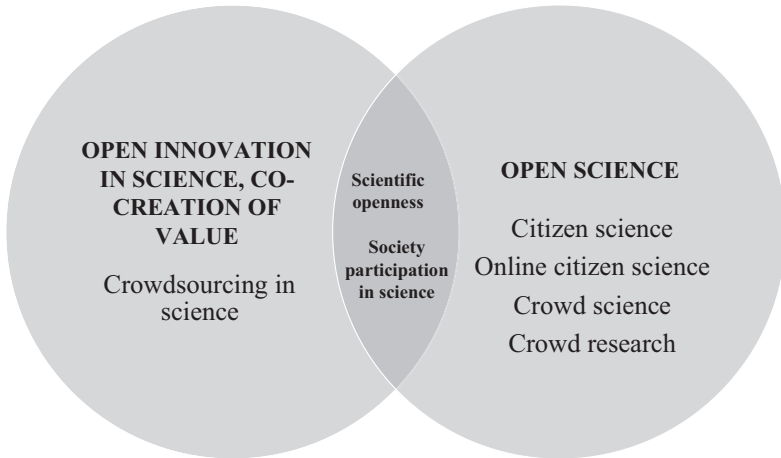 OPEN INNOVATION
IN SCIENCE, CO-
CREATION OF
VALUE
Crowdsourcing in
science
Scientific
openness
Society
participation
in science
OPEN SCIENCE
Citizen science
Online citizen science
Crowd science
Crowd research